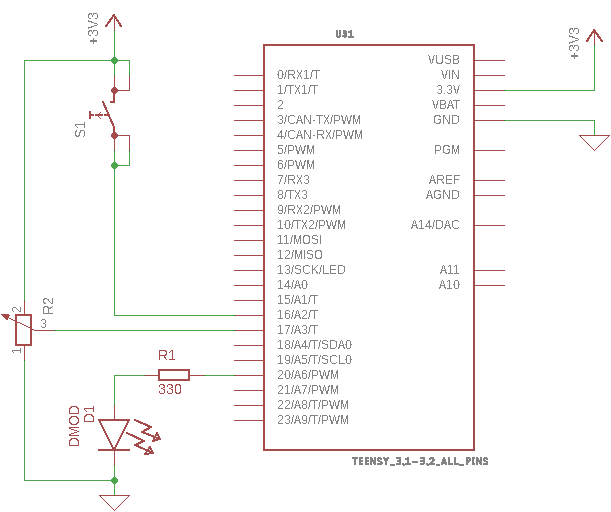 +3V3
S1
2
R2
3
1
DMOD
D1
R1
330
U$1
0/RX1/T
1/TX1/T
2
3/CAN-TX/PWM
4/CAN-RX/PWM
5/PWM
6/PWM
7/RX3
8/TX3
9/RX2/PWM
10/TX2/PWM
11/MOSI
12/MISO
13/SCK/LED
14/A0
15/A1/T
16/A2/T
17/A3/T
18/A4/T/SDA0
19/A5/T/SCL0
20/A6/PWM
21/A7/PWM
22/A8/T/PWM
23/A9/T/PWM
VUSB
VIN
3.3V
VBAT
GND
PGM
AREF
AGND
A14/DAC
A11
A10
+3V3
TEENSY_3.1-3.2_ALL_PINS